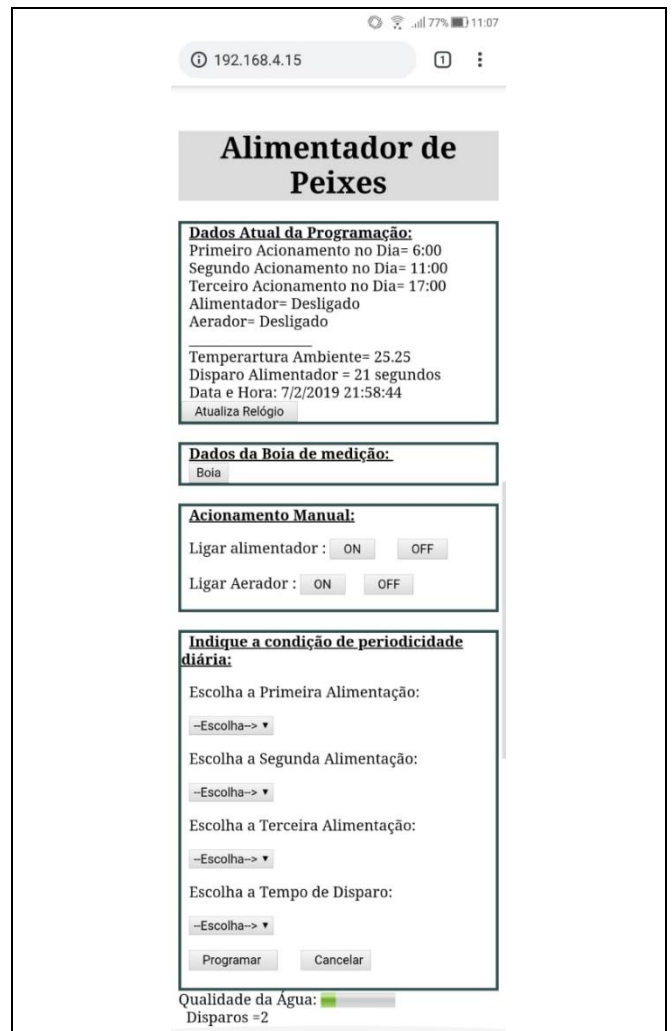 77% 11:07
192.168.4.15 1
Alimentador de
Peixes
Dados Atual da Programação:
Primeiro Acionamento no Dia= 6:00
Segundo Acionamento no Dia= 11:00
Terceiro Acionamento no Dia= 17:00
Alimentador= Desligado
Aerador= Desligado
Temperartura Ambiente= 25.25
Disparo Alimentador = 21 segundos
Data e Hora: 7/2/2019 21:58:44
Atualiza Relógio
Dados da Boia de medição:
Boia
Acionamento Manual:
Ligar alimentador : ON OFF
Ligar Aerador : ON OFF
Indique a condição de periodicidade
diária:
Escolha a Primeira Alimentação:
--Escolha-->
Escolha a Segunda Alimentação:
--Escolha-->
Escolha a Terceira Alimentação:
--Escolha-->
Escolha a Tempo de Disparo:
--Escolha-->
Programar Cancelar
Qualidade da Água:
Disparos =2